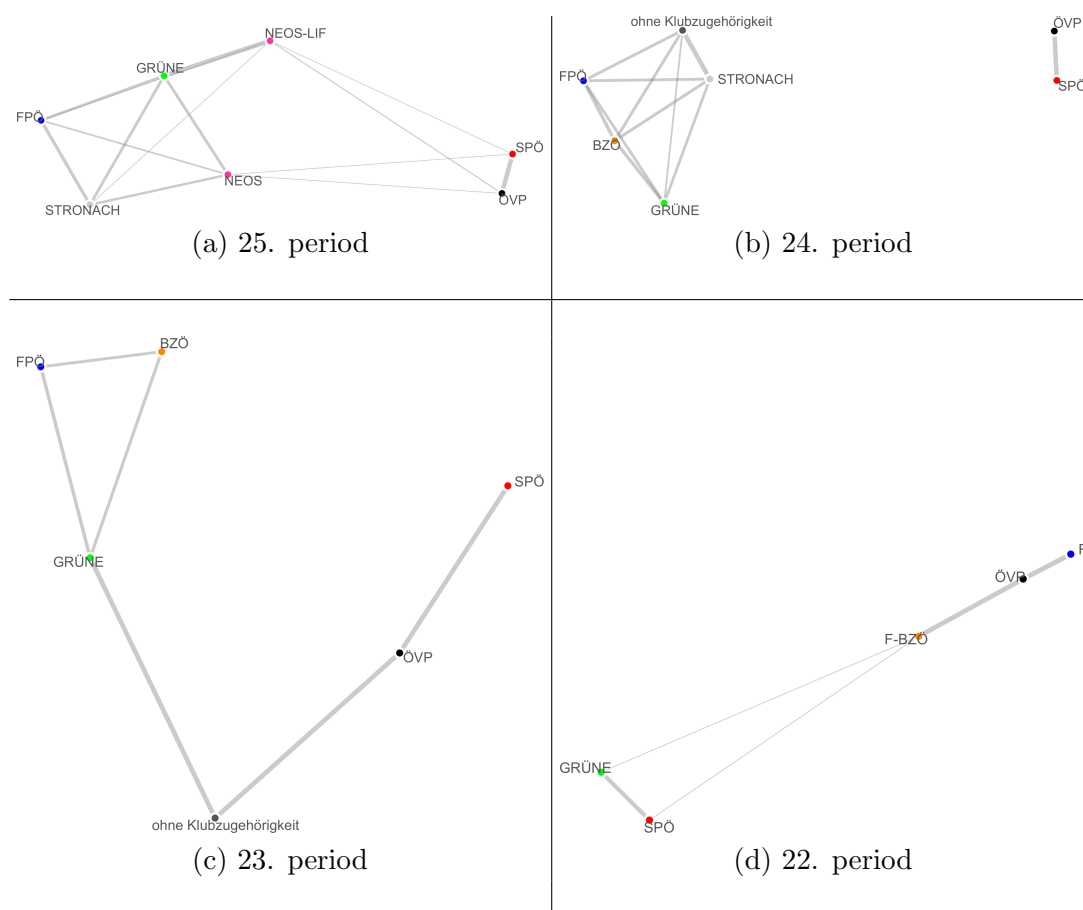 NEOS-LIF
GRÜNE
FPÖ
SPÖ
NEOS
ÖVP
STRONACH
(a) 25. period
ohne Klubzugehörigkeit
ÖVP
FPÖ
STRONACH
SPÖ
BZÖ
GRÜNE
(b) 24. period
BZÖ
FPÖ
SPÖ
GRÜNE
ÖVP
ohne Klubzugehörigkeit
(c) 23. period
F
ÖVP
F-BZÖ
GRÜNE
SPÖ
(d) 22. period